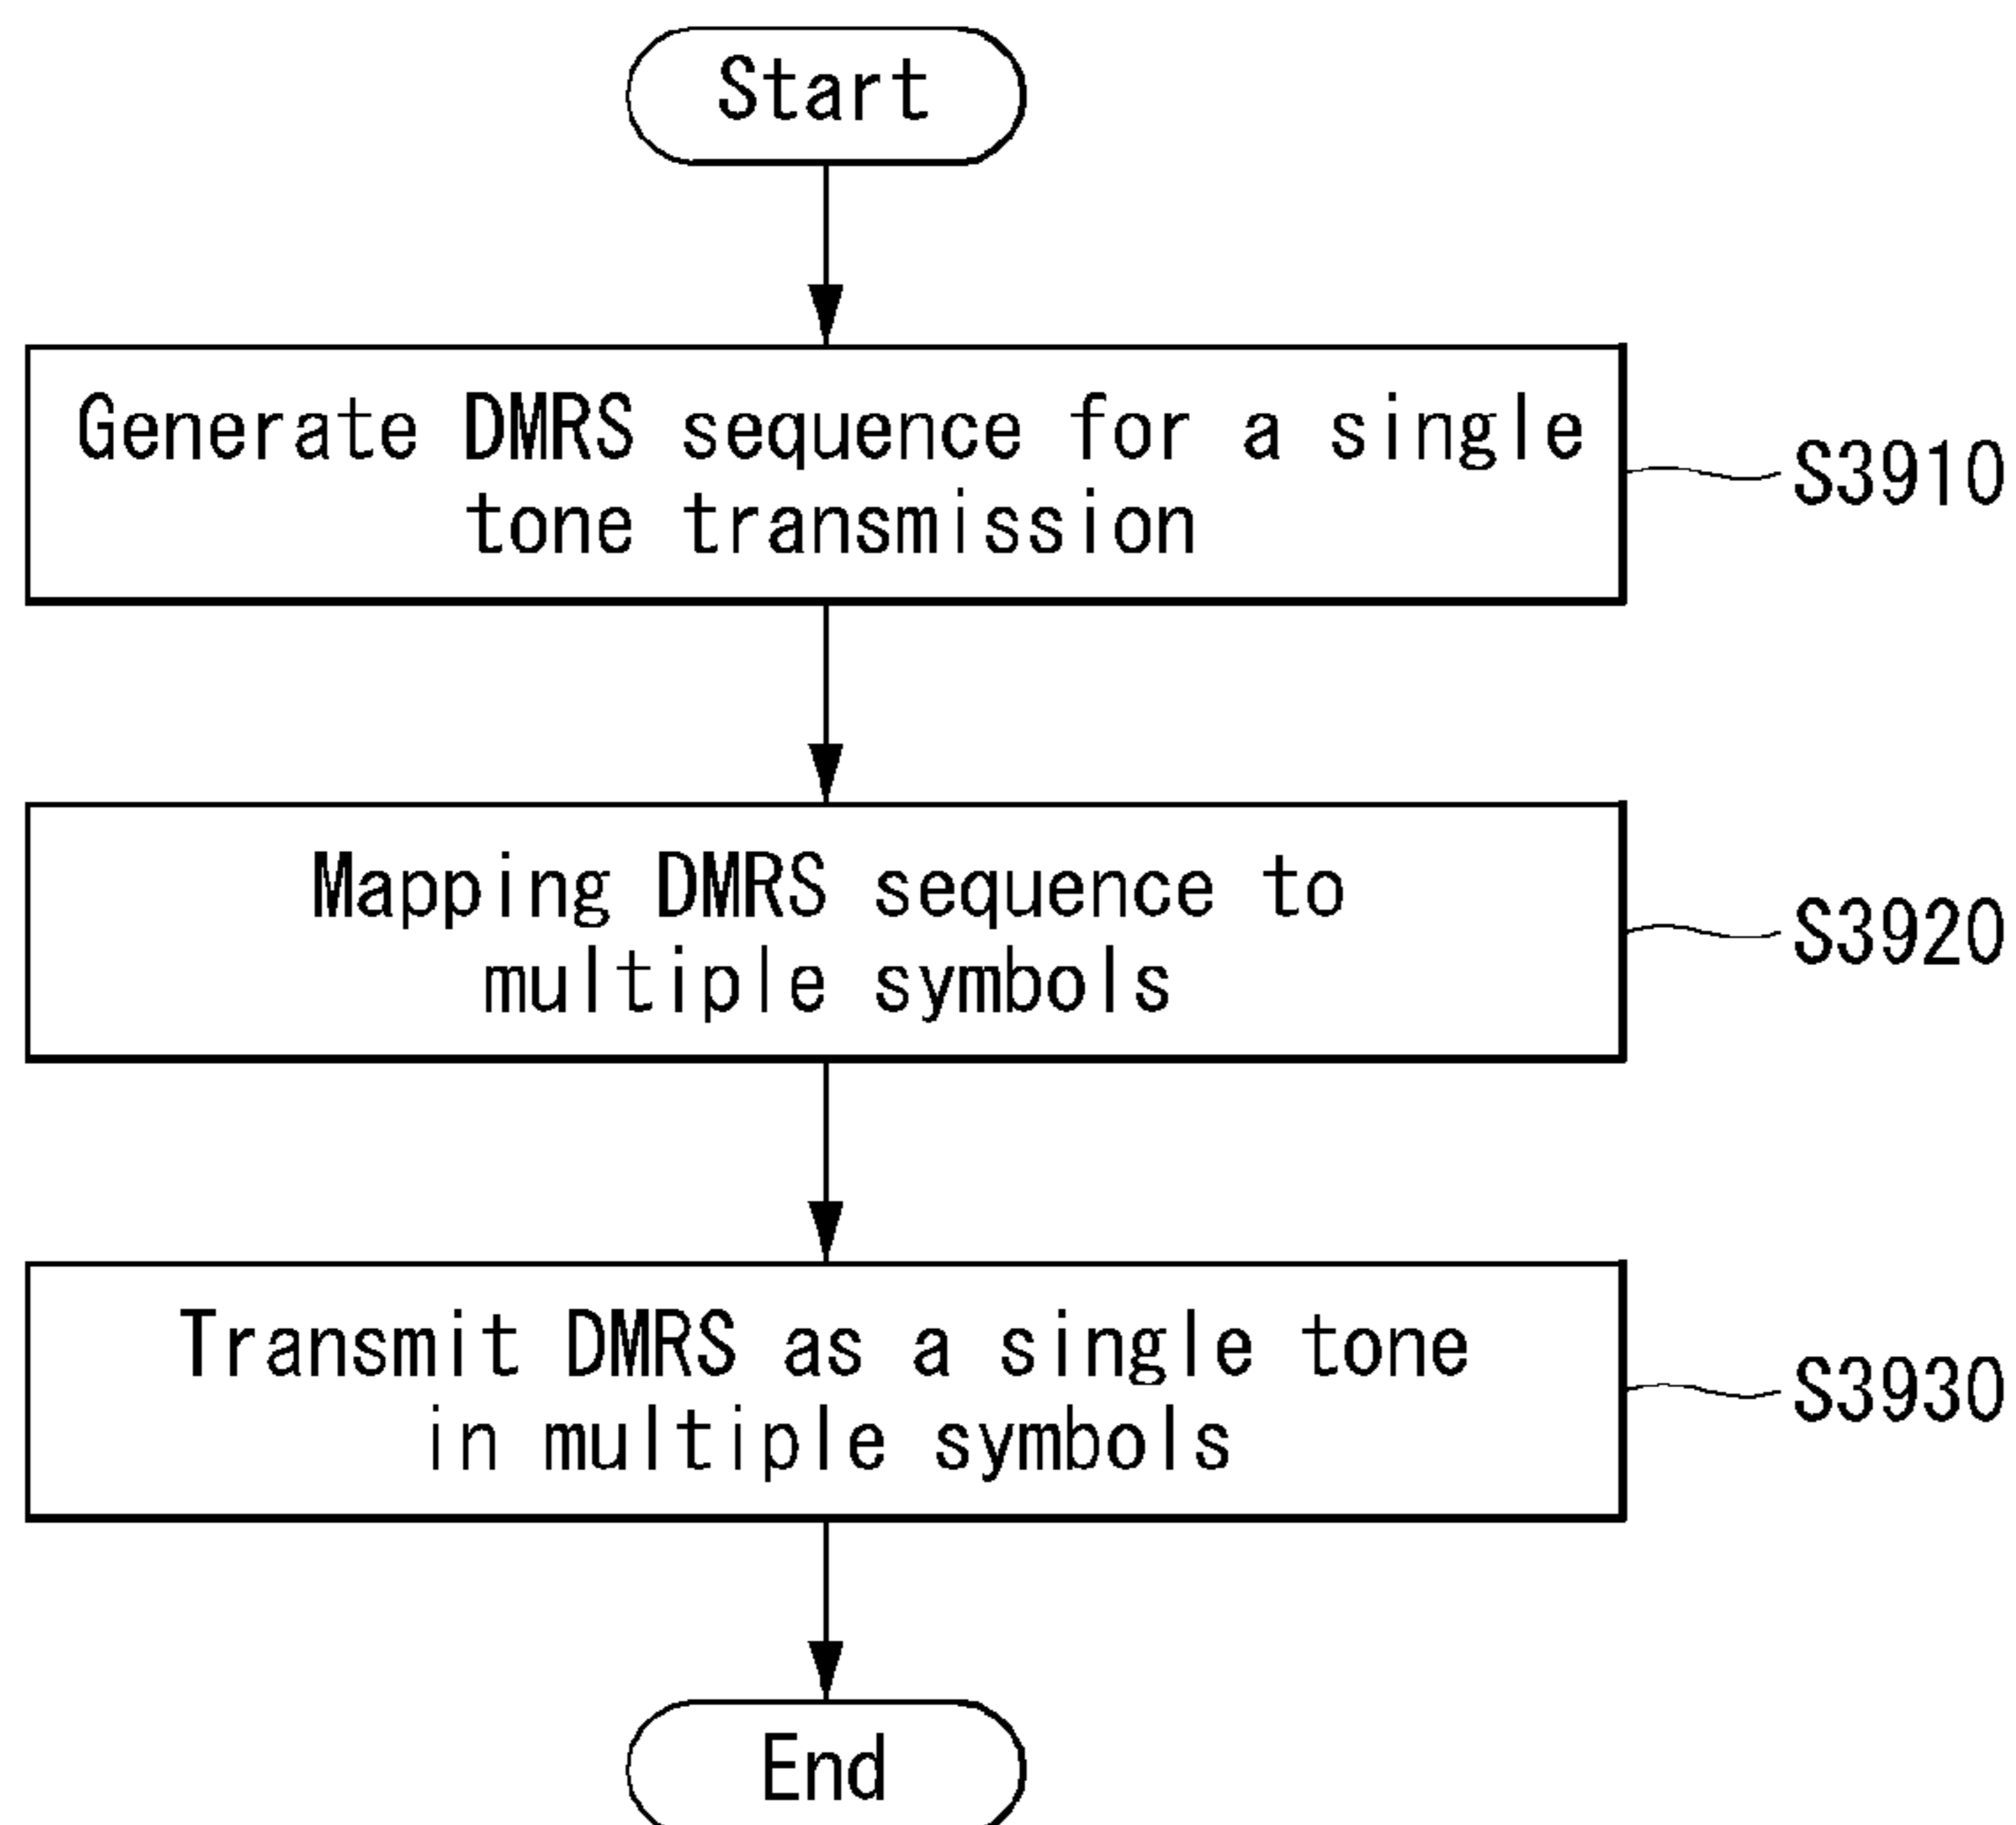 Start
Generate DMRS sequence for a single
tone transmission
S3910
Mapping DMRS sequence to
multiple symbols
S3920
Transmit DMRS as a single tone
in multiple symbols
S3930
End